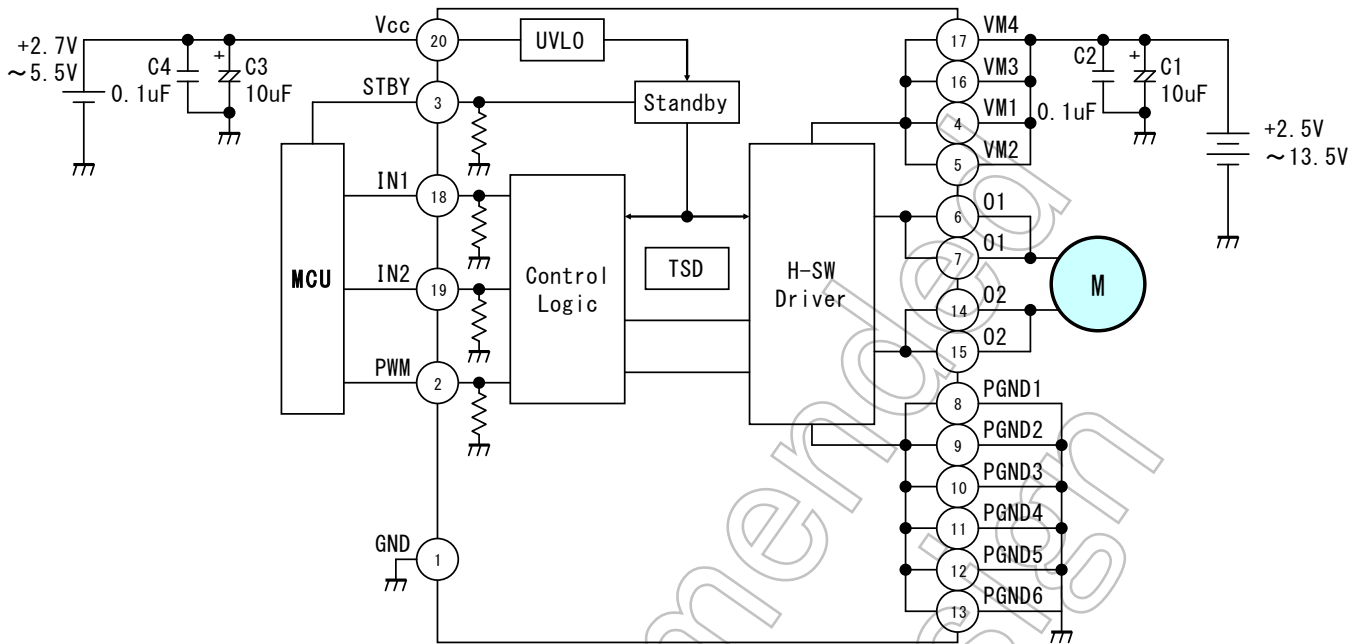 Vcc
20
UVLO
+2.7V
~5.5V
C4
0.1uF
+
C3
10uF
STBY
3
Standby
MCU
IN1
18
IN2
19
PWM
2
GND
1
Control
Logic
TSD
H-SW
Driver
17
VM4
16
VM3
4
VM1
5
VM2
C2
0.1uF
+
C1
10uF
+2.5V
~13.5V
6
O1
7
O1
14
O2
15
O2
M
8
PGND1
9
PGND2
10
PGND3
11
PGND4
12
PGND5
13
PGND6
mended
sign